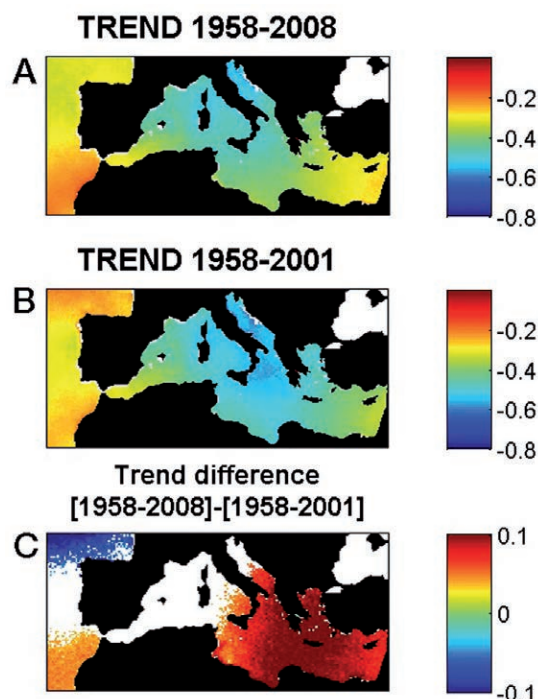 TREND 1958-2008
A
-0.2
-0.4
-0.6
-0.8
TREND 1958-2001
B
-0.2
-0.4
-0.6
-0.8
Trend difference
[1958-2008]-[1958-2001]
C
0.1
0
-0.1